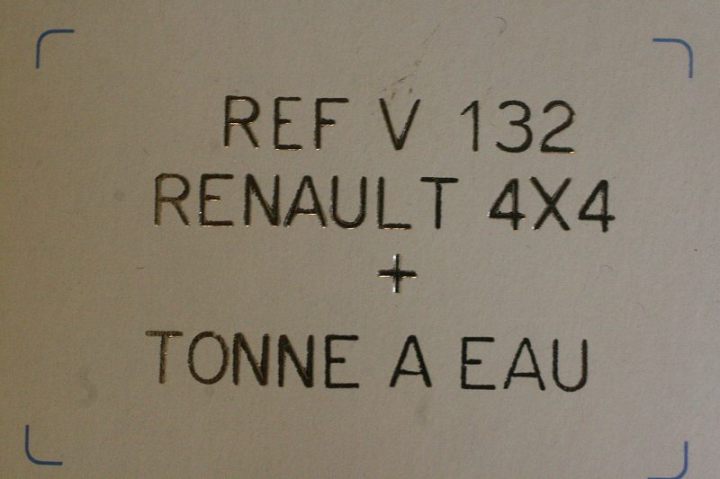 REF V 132
RENAULT 4X4
+
TONNE A EAU